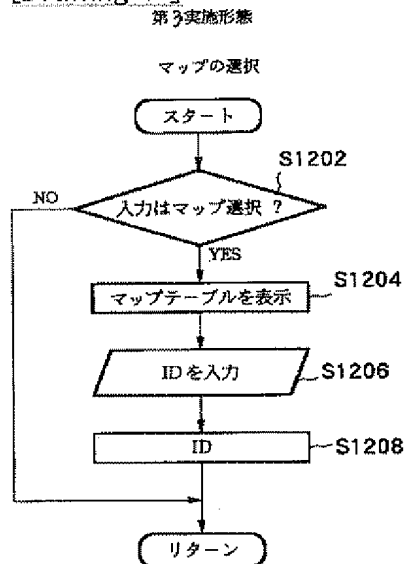 第3実施形態
マップの選択
スタート
S1202
NO
入力はマップ選択 ?
YES
S1204
マップテーブルを表示
IDを入力
S1206
ID
S1208
リターン